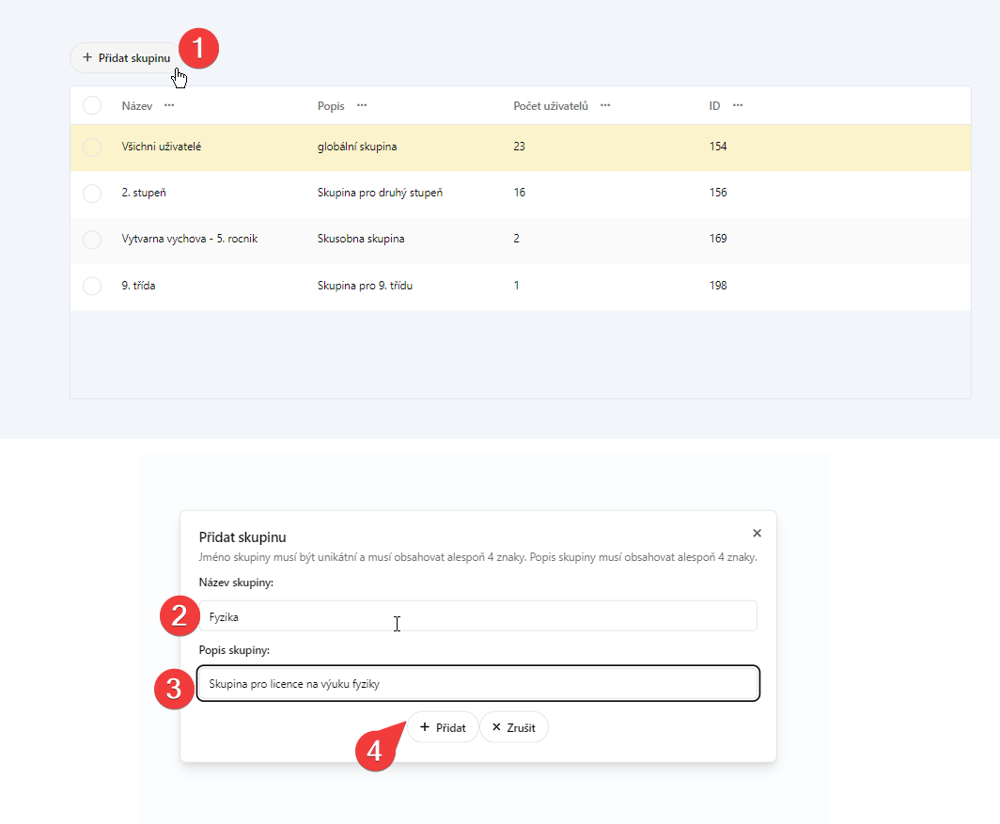 + Přidat skupinu 1
Název ··· Popis ··· Počet uživatelů ··· ID ···
Všichni uživatelé globální skupina 23 154
2. stupeň Skupina pro druhý stupeň 16 156
Vytvarna vychova - 5. rocnik Skusobna skupina 2 169
9. třída Skupina pro 9. třídu 1 198
Přidat skupinu ×
Jméno skupiny musí být unikátní a musí obsahovat alespoň 4 znaky. Popis skupiny musí obsahovat alespoň 4 znaky.
Název skupiny:
2 Fyzika
Popis skupiny:
3 Skupina pro licence na výuku fyziky
4 + Přidat × Zrušit